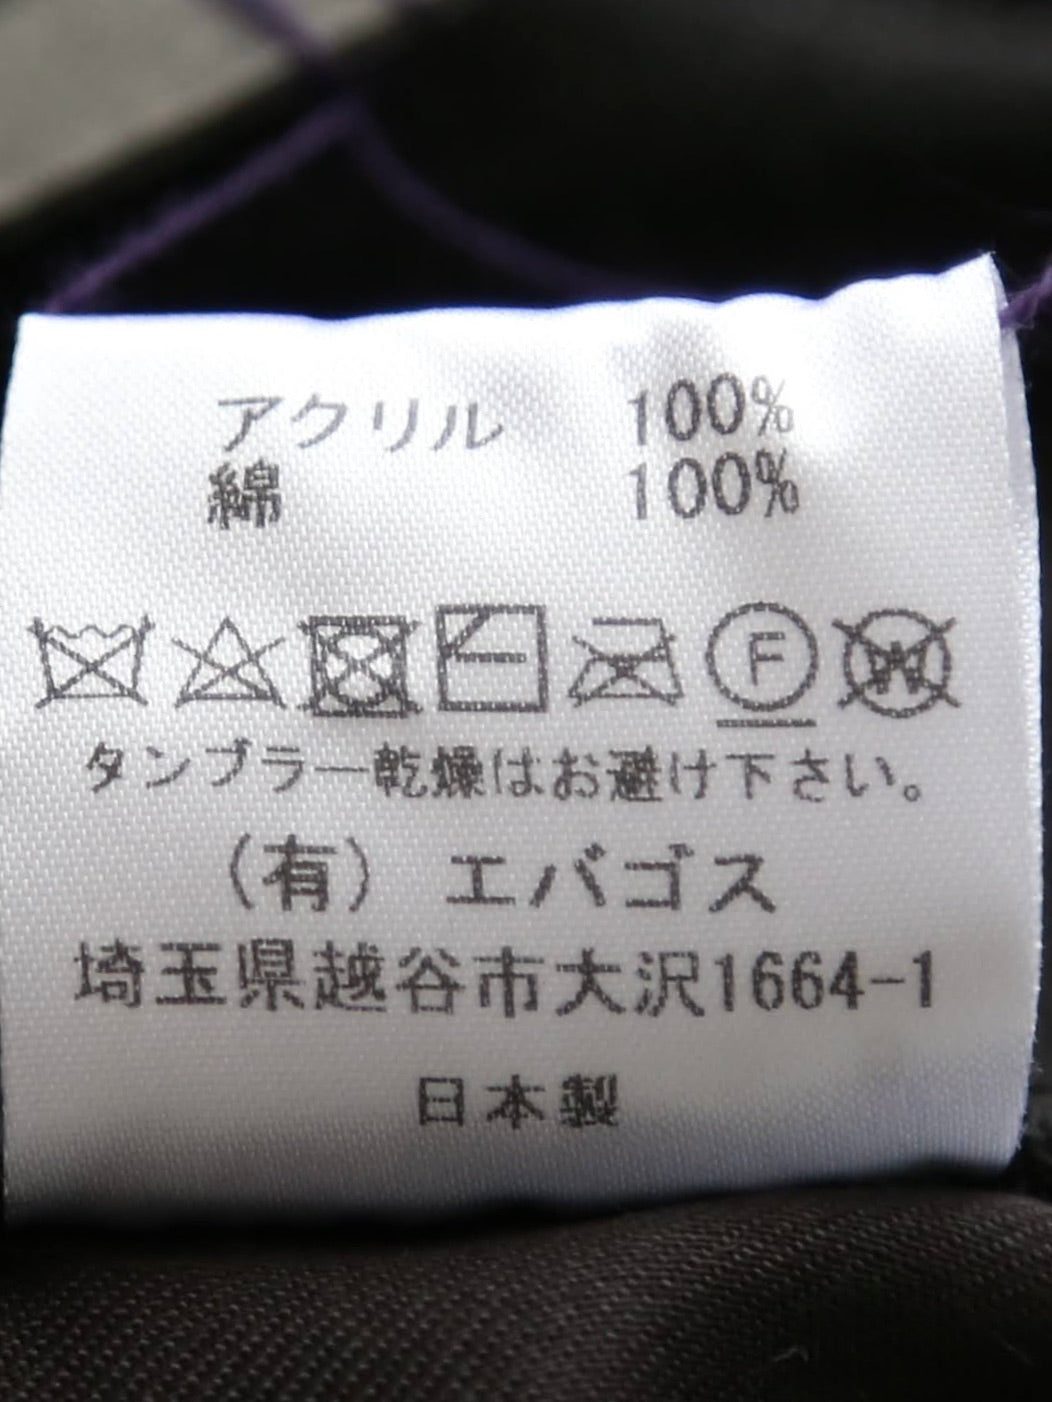 アクリル 100%
綿 100%
F W
タンブラー乾燥はお避け下さい。
(有) エバゴス
埼玉県越谷市大沢1664-1
日本製